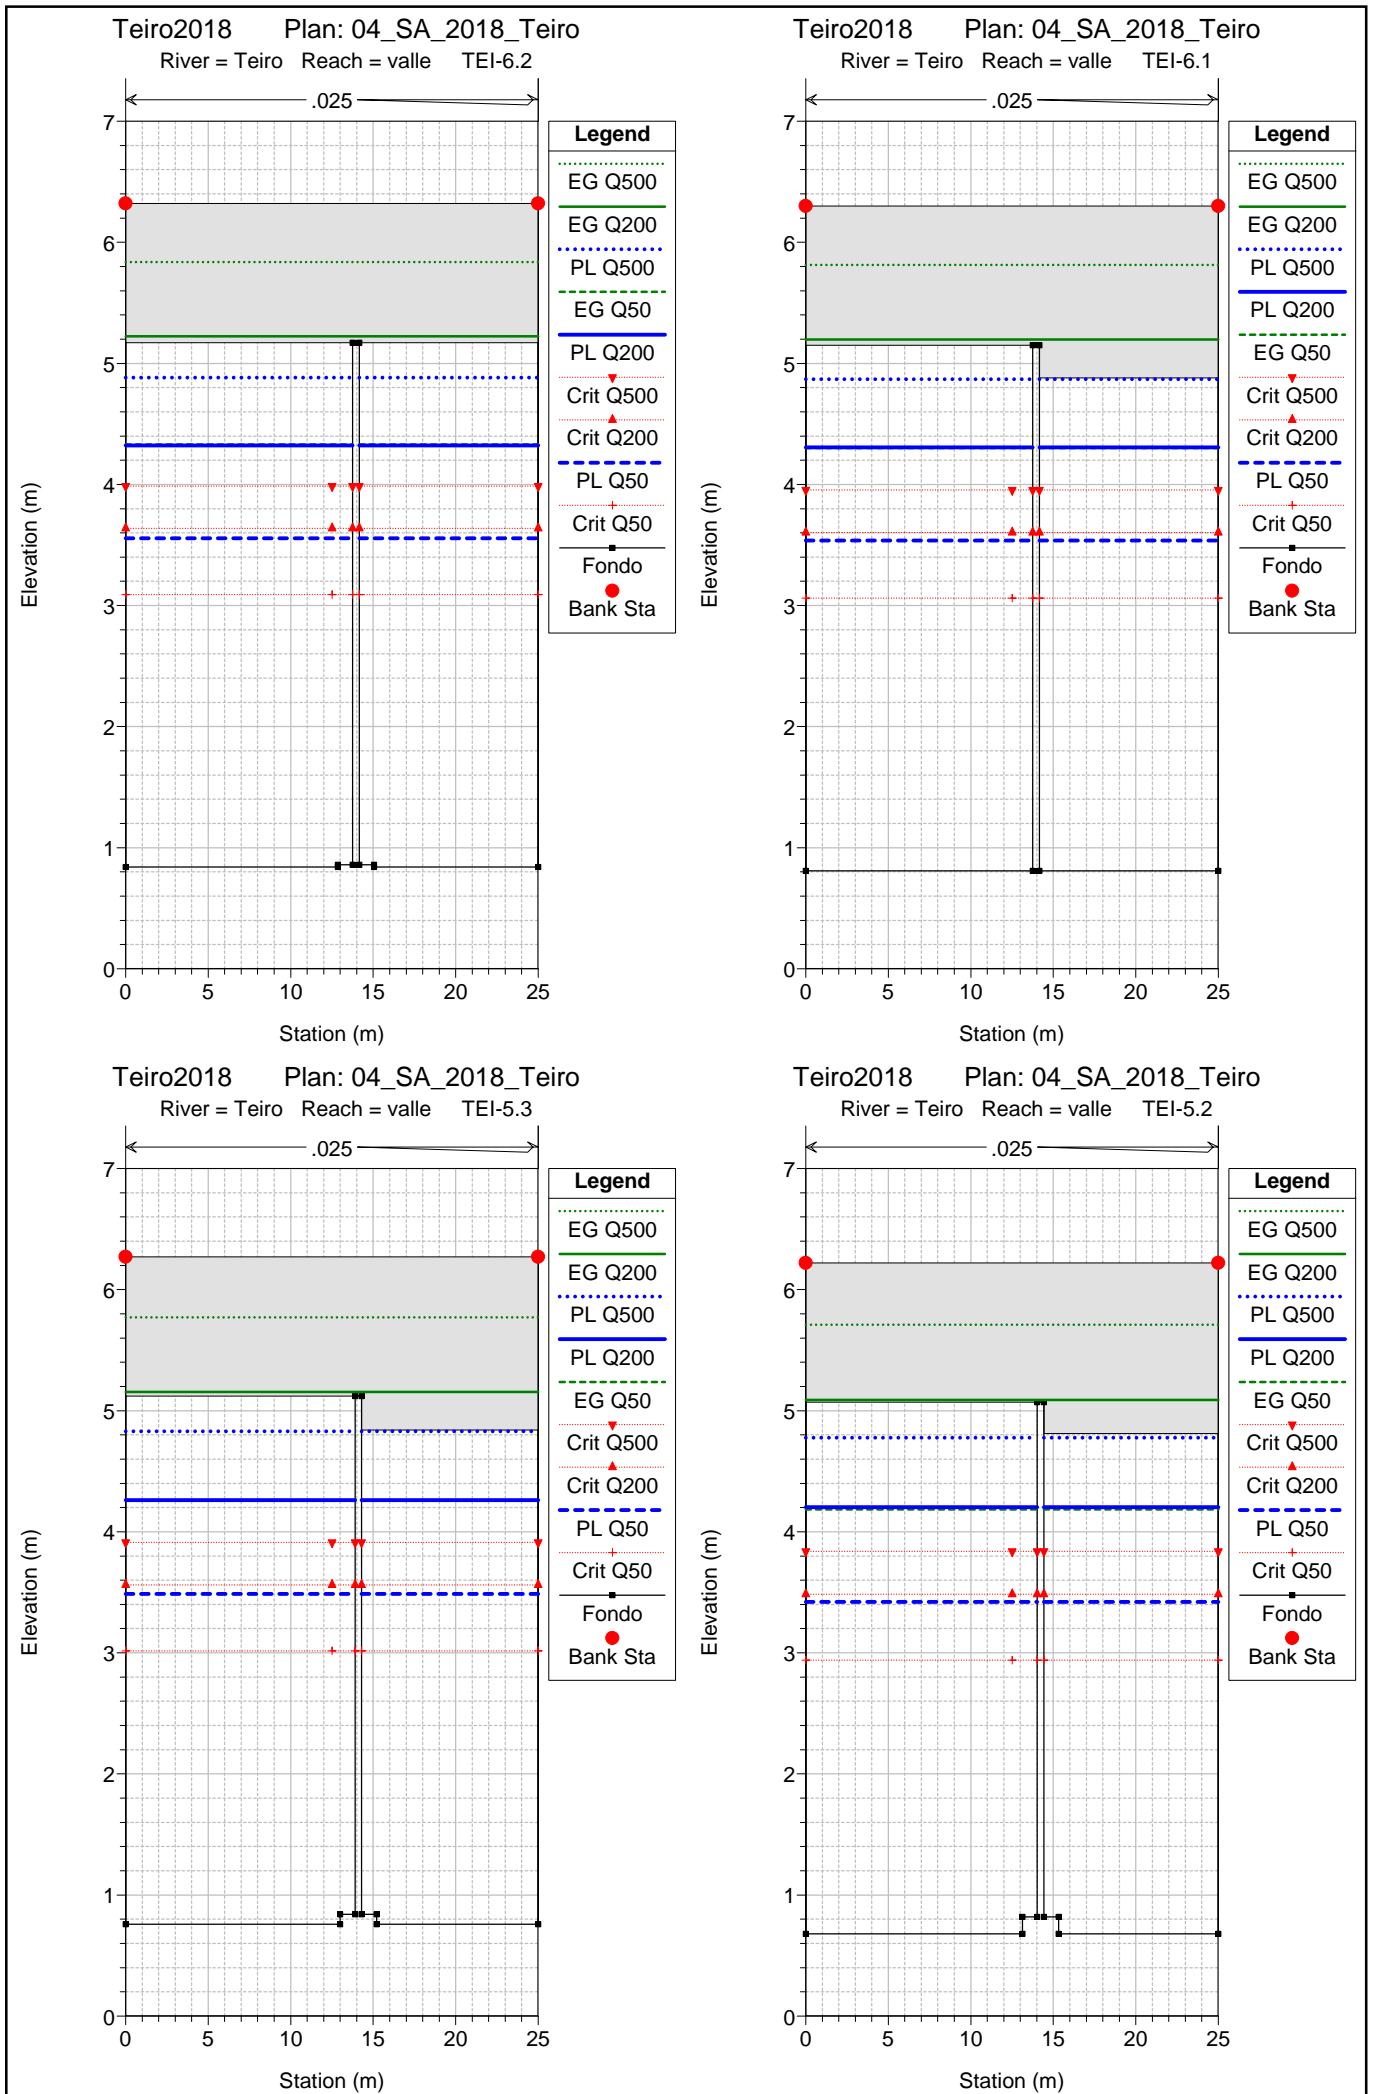 Teiro2018 Plan: 04_SA_2018_Teiro
River = Teiro Reach = valle TEI-6.2
.025
Legend
EG Q500
EG Q200
PL Q500
EG Q50
PL Q200
Crit Q500
Crit Q200
PL Q50
Crit Q50
Fondo
Bank Sta
7
6
5
4
3
2
1
0
Elevation (m)
0 5 10 15 20 25
Station (m)
Teiro2018 Plan: 04_SA_2018_Teiro
River = Teiro Reach = valle TEI-6.1
.025
Legend
EG Q500
EG Q200
PL Q500
PL Q200
EG Q50
Crit Q500
Crit Q200
PL Q50
Crit Q50
Fondo
Bank Sta
7
6
5
4
3
2
1
0
Elevation (m)
0 5 10 15 20 25
Station (m)
Teiro2018 Plan: 04_SA_2018_Teiro
River = Teiro Reach = valle TEI-5.3
.025
Legend
EG Q500
EG Q200
PL Q500
PL Q200
EG Q50
Crit Q500
Crit Q200
PL Q50
Crit Q50
Fondo
Bank Sta
7
6
5
4
3
2
1
0
Elevation (m)
0 5 10 15 20 25
Station (m)
Teiro2018 Plan: 04_SA_2018_Teiro
River = Teiro Reach = valle TEI-5.2
.025
Legend
EG Q500
EG Q200
PL Q500
PL Q200
EG Q50
Crit Q500
Crit Q200
PL Q50
Crit Q50
Fondo
Bank Sta
7
6
5
4
3
2
1
0
Elevation (m)
0 5 10 15 20 25
Station (m)